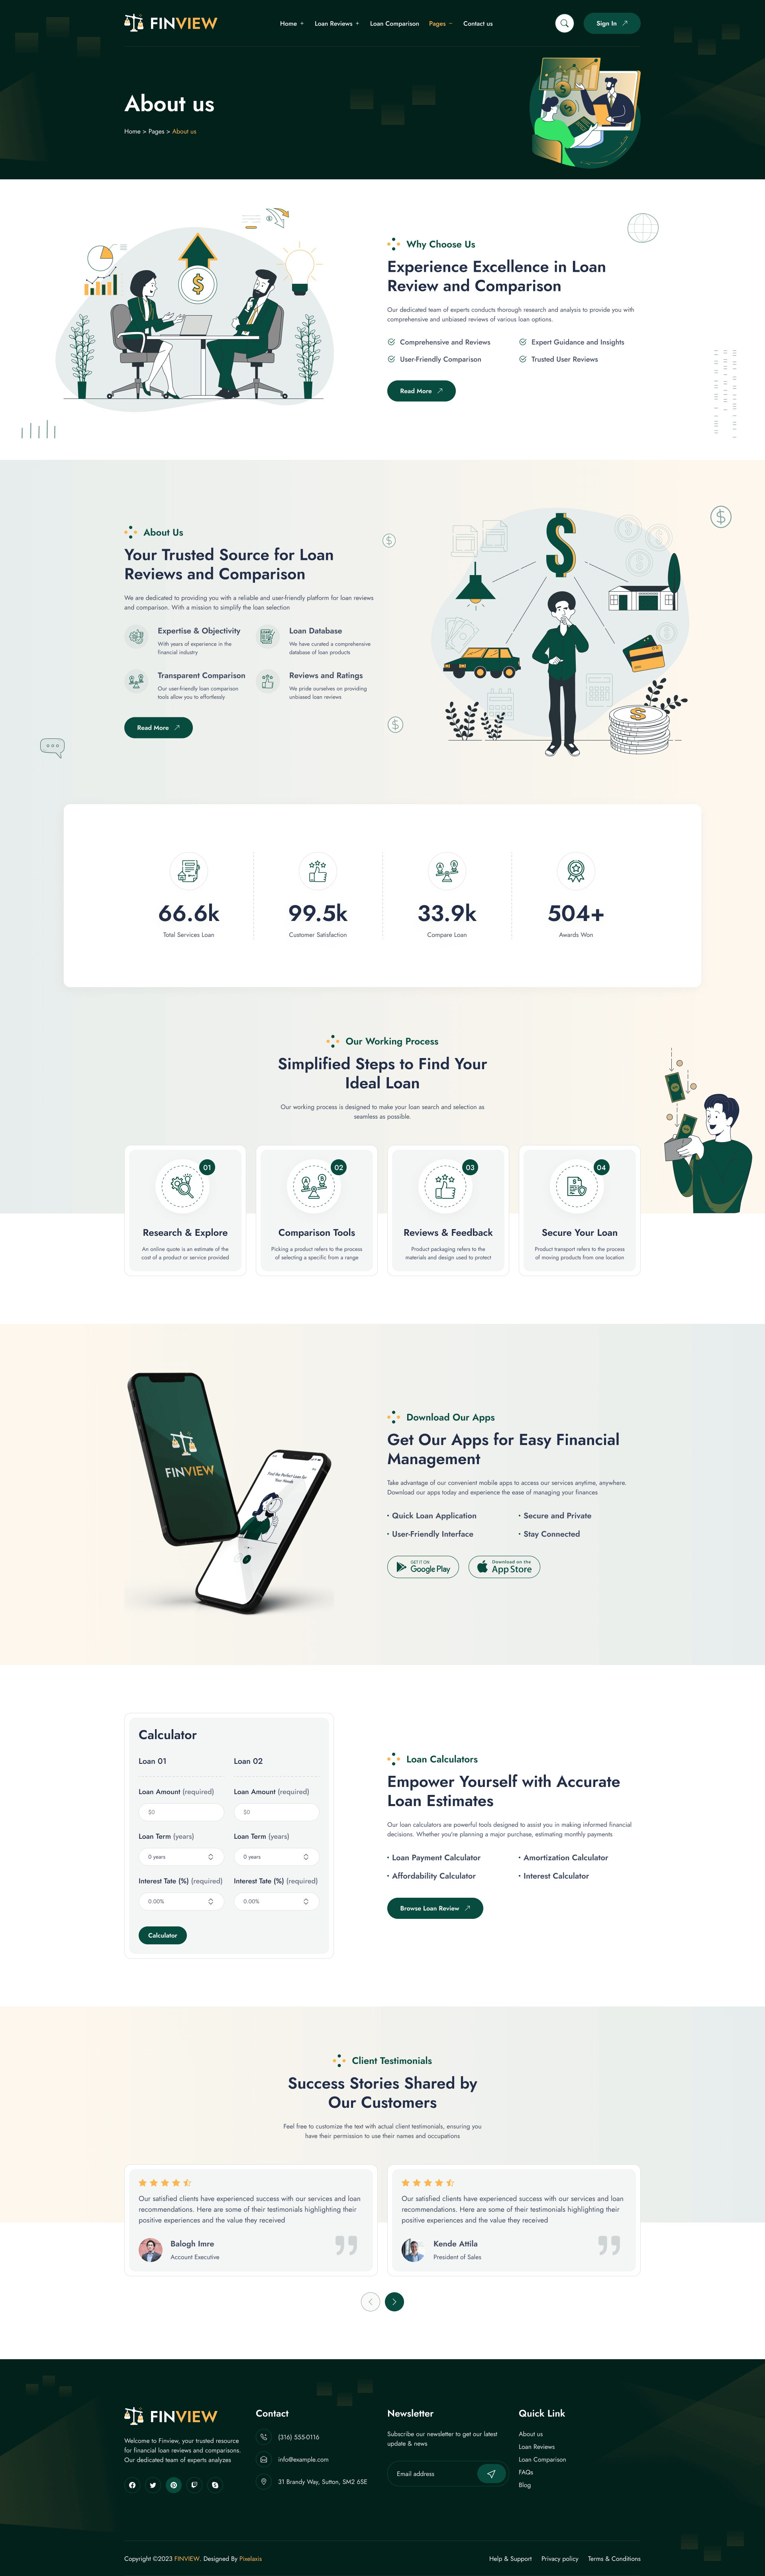 FINVIEW
Home + Loan Reviews + Loan Comparison Pages − Contact us
Sign In
About us
Home > Pages > About us
Why Choose Us
Experience Excellence in Loan
Review and Comparison
Our dedicated team of experts conducts thorough research and analysis to provide you with
comprehensive and unbiased reviews of various loan options.
Comprehensive and Reviews
Expert Guidance and Insights
User-Friendly Comparison
Trusted User Reviews
Read More
About Us
Your Trusted Source for Loan
Reviews and Comparison
We are dedicated to providing you with a reliable and user-friendly platform for loan reviews
and comparison. With a mission to simplify the loan selection
Expertise & Objectivity
With years of experience in the
financial industry
Loan Database
We have curated a comprehensive
database of loan products
Transparent Comparison
Our user-friendly loan comparison
tools allow you to effortlessly
Reviews and Ratings
We pride ourselves on providing
unbiased loan reviews
Read More
66.6k
Total Services Loan
99.5k
Customer Satisfaction
33.9k
Compare Loan
504+
Awards Won
Our Working Process
Simplified Steps to Find Your
Ideal Loan
Our working process is designed to make your loan search and selection as
seamless as possible.
01
Research & Explore
An online quote is an estimate of the
cost of a product or service provided
02
Comparison Tools
Picking a product refers to the process
of selecting a specific from a range
03
Reviews & Feedback
Product packaging refers to the
materials and design used to protect
04
Secure Your Loan
Product transport refers to the process
of moving products from one location
FINVIEW
Find the Perfect Loan for
Your Needs
Download Our Apps
Get Our Apps for Easy Financial
Management
Take advantage of our convenient mobile apps to access our services anytime, anywhere.
Download our apps today and experience the ease of managing your finances
• Quick Loan Application
• Secure and Private
• User-Friendly Interface
• Stay Connected
GET IT ON
Google Play
Download on the
App Store
Calculator
Loan 01
Loan 02
Loan Amount (required)
Loan Amount (required)
$0
$0
Loan Term (years)
Loan Term (years)
0 years
0 years
Interest Tate (%) (required)
Interest Tate (%) (required)
0.00%
0.00%
Calculator
Loan Calculators
Empower Yourself with Accurate
Loan Estimates
Our loan calculators are powerful tools designed to assist you in making informed financial
decisions. Whether you're planning a major purchase, estimating monthly payments
• Loan Payment Calculator
• Amortization Calculator
• Affordability Calculator
• Interest Calculator
Browse Loan Review
Client Testimonials
Success Stories Shared by
Our Customers
Feel free to customize the text with actual client testimonials, ensuring you
have their permission to use their names and occupations
Our satisfied clients have experienced success with our services and loan
recommendations. Here are some of their testimonials highlighting their
positive experiences and the value they received
Balogh Imre
Account Executive
Our satisfied clients have experienced success with our services and loan
recommendations. Here are some of their testimonials highlighting their
positive experiences and the value they received
Kende Attila
President of Sales
FINVIEW
Welcome to Finview, your trusted resource
for financial loan reviews and comparisons.
Our dedicated team of experts analyzes
Contact
(316) 555-0116
info@example.com
31 Brandy Way, Sutton, SM2 6SE
Newsletter
Subscribe our newsletter to get our latest
update & news
Email address
Quick Link
About us
Loan Reviews
Loan Comparison
FAQs
Blog
Copyright ©2023 FINVIEW. Designed By Pixelaxis
Help & Support Privacy policy Terms & Conditions